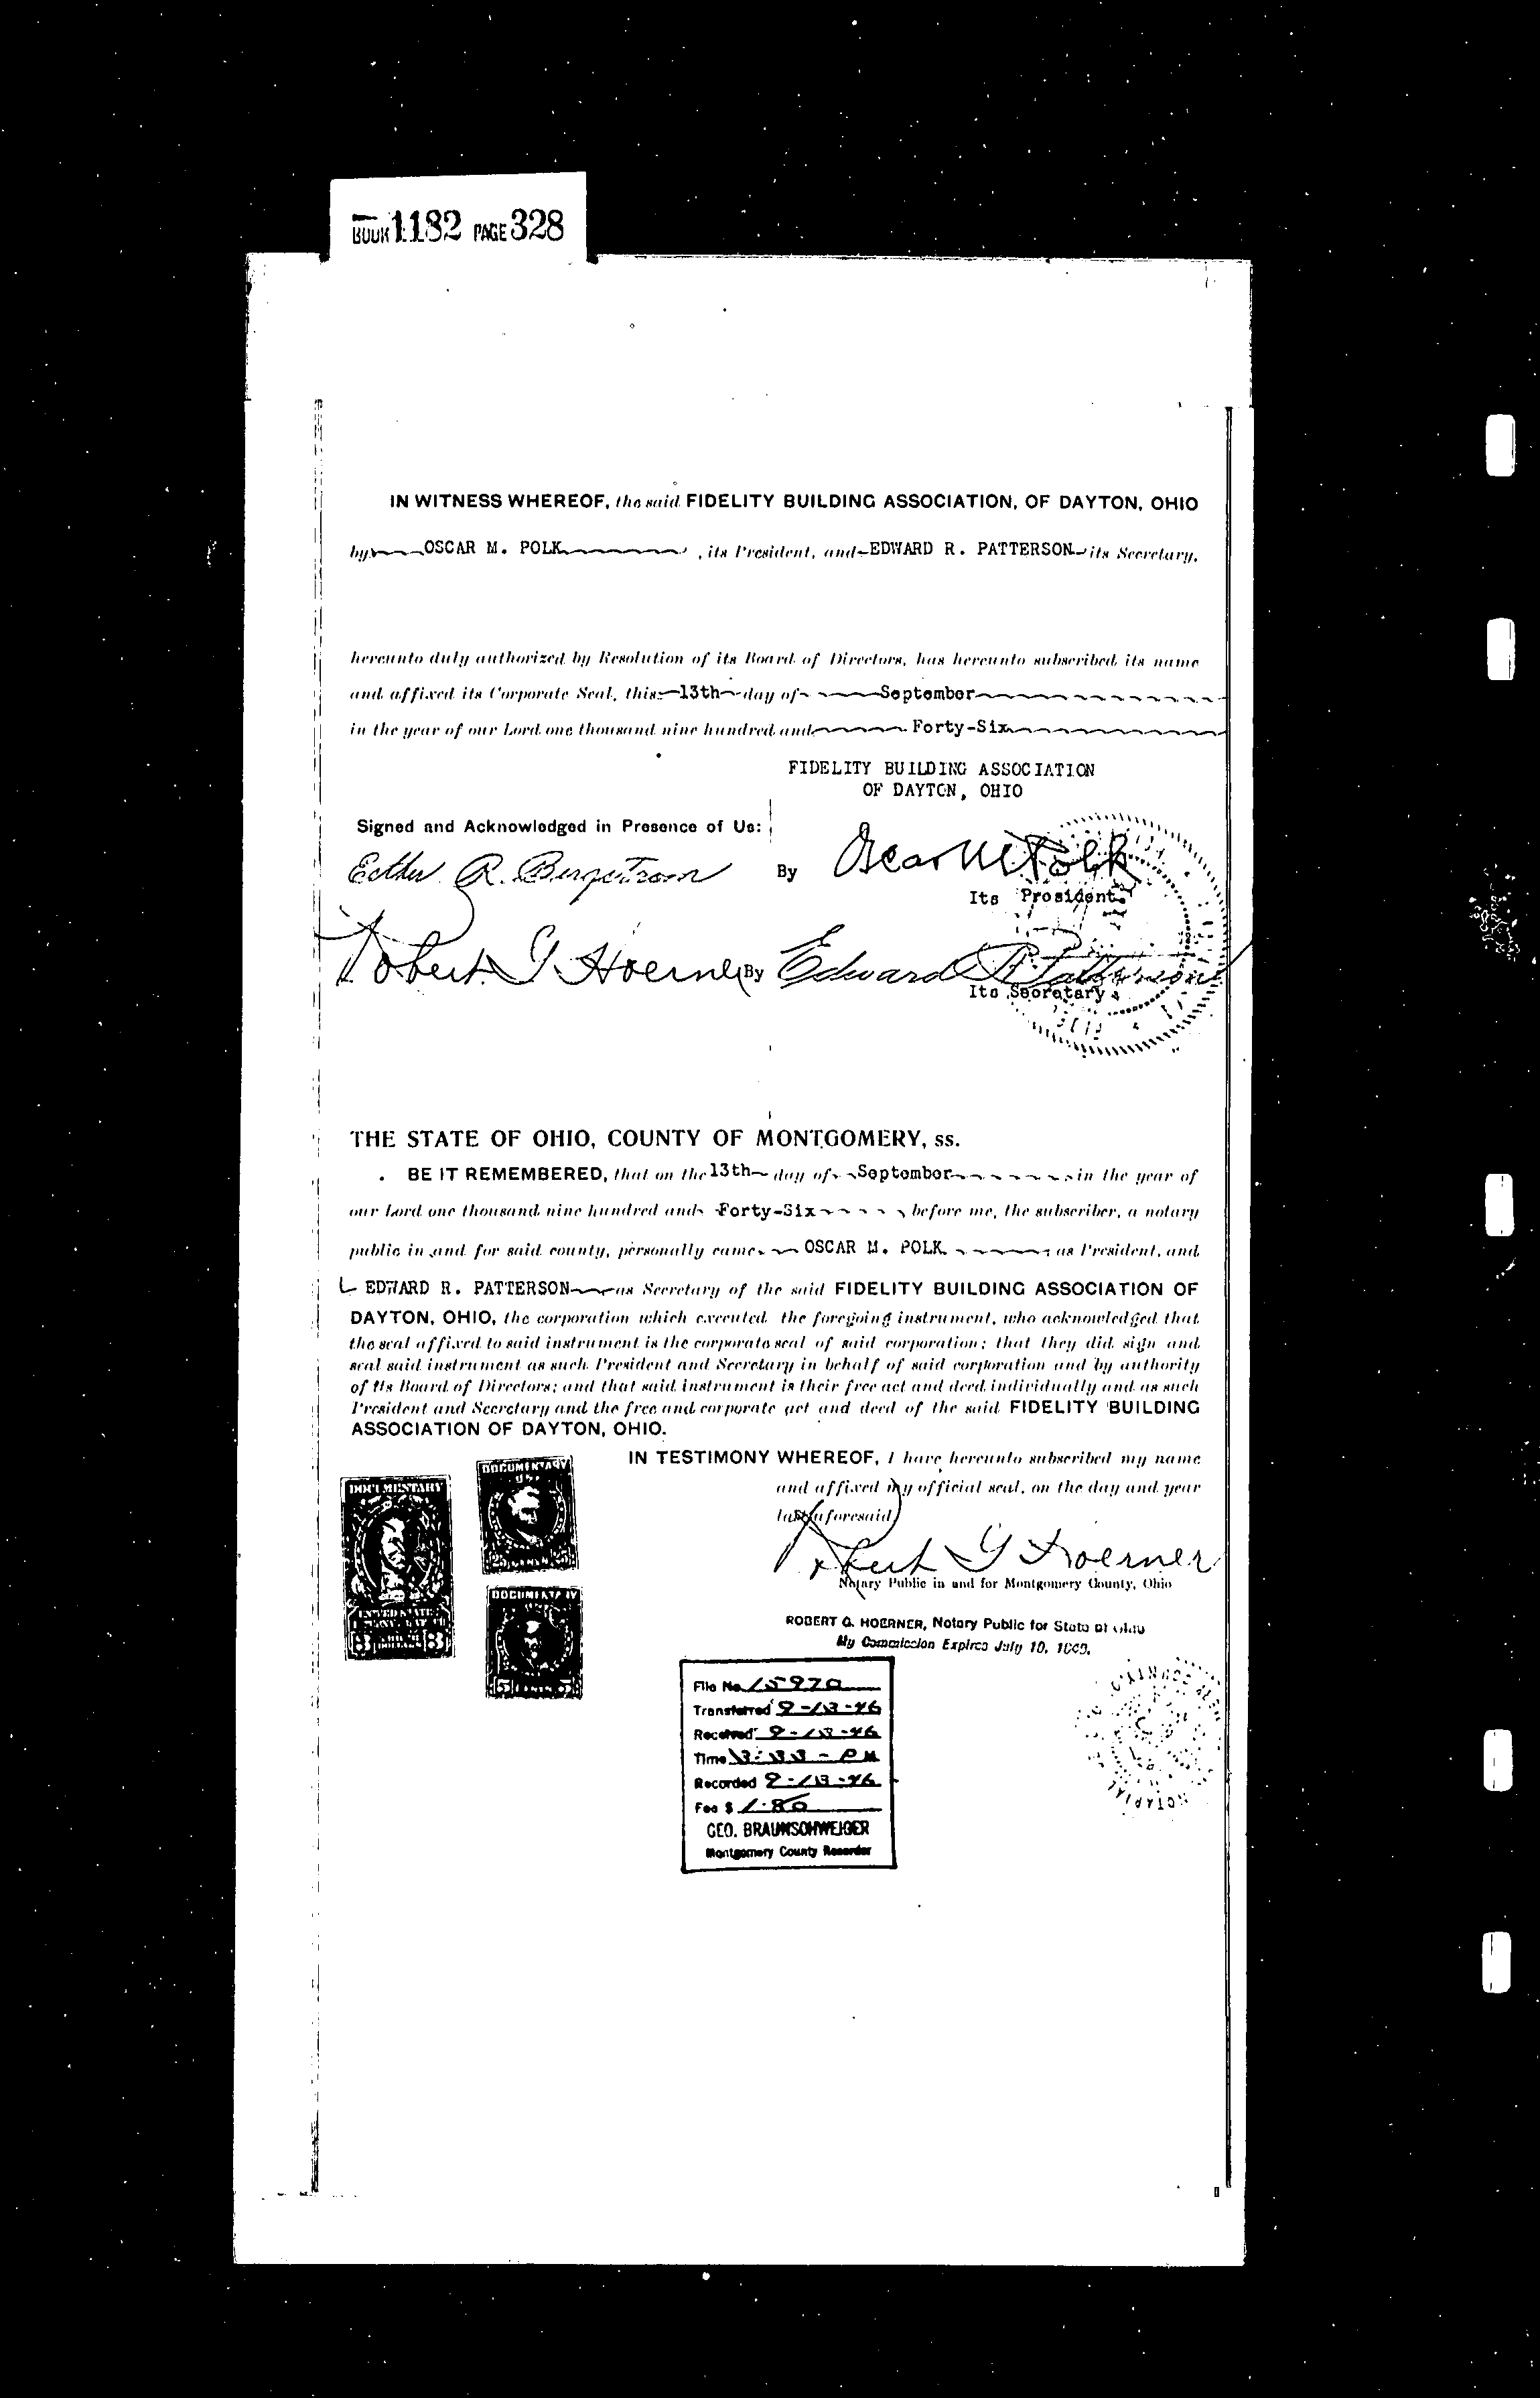 BOOK 1182 PAGE 328
IN WITNESS WHEREOF, the said FIDELITY BUILDING ASSOCIATION, OF DAYTON, OHIO
by OSCAR M. POLK , its President, and EDWARD R. PATTERSON its Secretary,
hereunto duly authorized by Resolution of its Board of Directors, has hereunto subscribed its name
and affixed its Corporate Seal, this 13th day of September
in the year of our Lord one thousand nine hundred and Forty-Six
FIDELITY BUILDING ASSOCIATION
OF DAYTON, OHIO
Signed and Acknowledged in Presence of Us:
Esther R. Bergstrom By Oscar M Polk
Its President
Robert G Hoerner By Edward R Patterson
Its Secretary
THE STATE OF OHIO, COUNTY OF MONTGOMERY, ss.
BE IT REMEMBERED, that on the 13th day of September in the year of
our Lord one thousand nine hundred and Forty-Six before me, the subscriber, a notary
public in and for said county, personally came OSCAR M. POLK as President, and
EDWARD R. PATTERSON as Secretary of the said FIDELITY BUILDING ASSOCIATION OF
DAYTON, OHIO, the corporation which executed the foregoing instrument, who acknowledged that
the seal affixed to said instrument is the corporate seal of said corporation; that they did sign and
seal said instrument as such President and Secretary in behalf of said corporation and by authority
of its Board of Directors; and that said instrument is their free act and deed individually and as such
President and Secretary and the free and corporate act and deed of the said FIDELITY BUILDING
ASSOCIATION OF DAYTON, OHIO.
IN TESTIMONY WHEREOF, I have hereunto subscribed my name
and affixed my official seal, on the day and year
last aforesaid
Robert G Hoerner
Notary Public in and for Montgomery County, Ohio
ROBERT G. HOERNER, Notary Public for State of Ohio
My Commission Expires July 10,
DOCUMENTARY
DOCUMENTARY
DOCUMENTARY
File No. 15970
Transferred 9-13-46
Received 9-13-46
Time 3:33 - PM
Recorded 9-13-46
Fee $ 1.80
GEO. BRAUNSCHWEIGER
Montgomery County Recorder